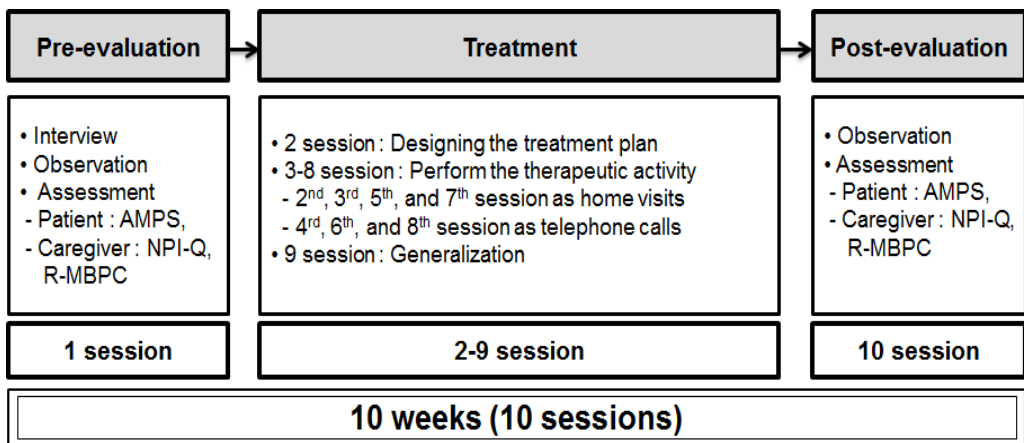 Pre-evaluation
Treatment
Post-evaluation
• Interview
• Observation
• Assessment
- Patient : AMPS,
- Caregiver : NPI-Q,
R-MBPC
• 2 session : Designing the treatment plan
• 3-8 session : Perform the therapeutic activity
- 2nd, 3rd, 5th, and 7th session as home visits
- 4rd, 6th, and 8th session as telephone calls
• 9 session : Generalization
• Observation
• Assessment
- Patient : AMPS,
- Caregiver : NPI-Q,
R-MBPC
1 session
2-9 session
10 session
10 weeks (10 sessions)